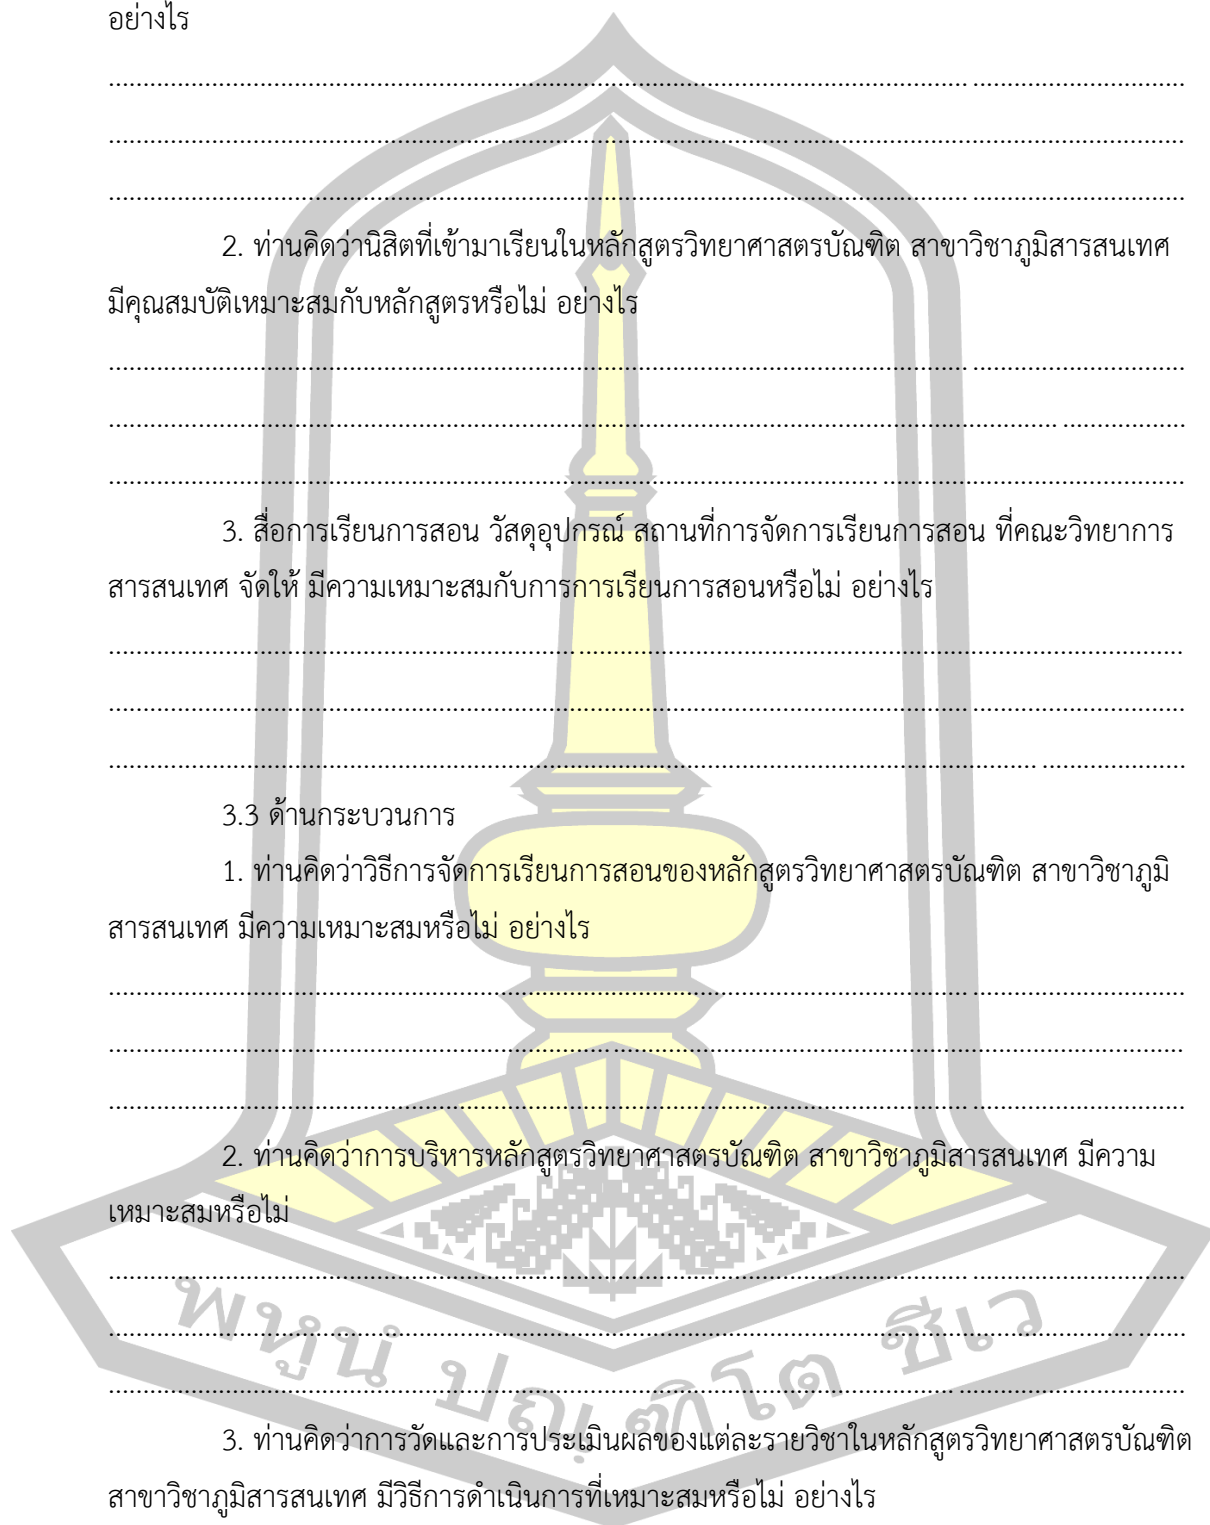 อย่างไร
........................................................................................................................................................
........................................................................................................................................................
........................................................................................................................................................
2. ท่านคิดว่านิสิตที่เข้ามาเรียนในหลักสูตรวิทยาศาสตรบัณฑิต สาขาวิชาภูมิสารสนเทศ
มีคุณสมบัติเหมาะสมกับหลักสูตรหรือไม่ อย่างไร
........................................................................................................................................................
........................................................................................................................................................
........................................................................................................................................................
3. สื่อการเรียนการสอน วัสดุอุปกรณ์ สถานที่การจัดการเรียนการสอน ที่คณะวิทยาการ
สารสนเทศ จัดให้ มีความเหมาะสมกับการการเรียนการสอนหรือไม่ อย่างไร
........................................................................................................................................................
........................................................................................................................................................
........................................................................................................................................................
3.3 ด้านกระบวนการ
1. ท่านคิดว่าวิธีการจัดการเรียนการสอนของหลักสูตรวิทยาศาสตรบัณฑิต สาขาวิชาภูมิ
สารสนเทศ มีความเหมาะสมหรือไม่ อย่างไร
........................................................................................................................................................
........................................................................................................................................................
........................................................................................................................................................
2. ท่านคิดว่าการบริหารหลักสูตรวิทยาศาสตรบัณฑิต สาขาวิชาภูมิสารสนเทศ มีความ
เหมาะสมหรือไม่
........................................................................................................................................................
........................................................................................................................................................
........................................................................................................................................................
พหูนํ ปณฺฑิโต ชีเว
3. ท่านคิดว่าการวัดและการประเมินผลของแต่ละรายวิชาในหลักสูตรวิทยาศาสตรบัณฑิต
สาขาวิชาภูมิสารสนเทศ มีวิธีการดำเนินการที่เหมาะสมหรือไม่ อย่างไร